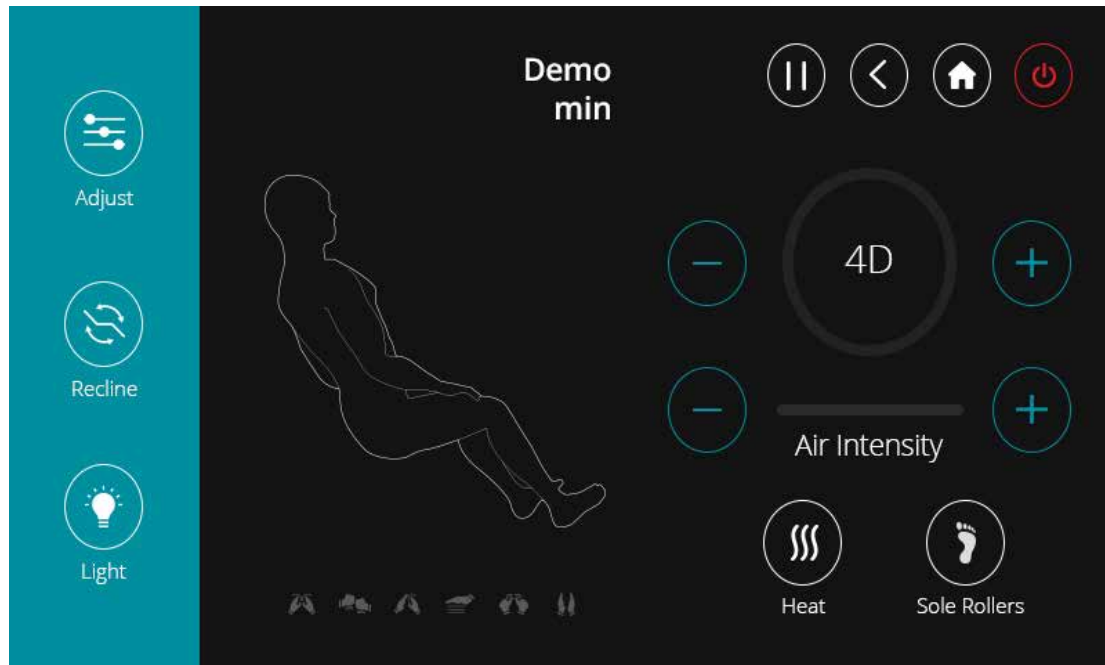 Demo
min
Adjust
4D
Recline
Air Intensity
Light
Heat
Sole Rollers